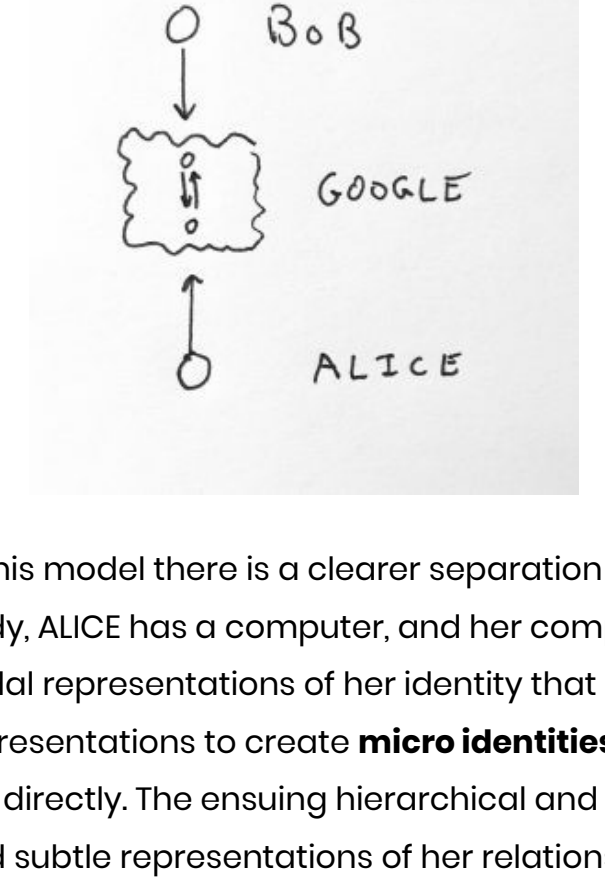 BOB
GOOGLE
ALICE
his model there is a clearer separation
dy, ALICE has a computer, and her com
dal representations of her identity that
resentations to create micro identities
directly. The ensuing hierarchical and
d subtle representations of her relation